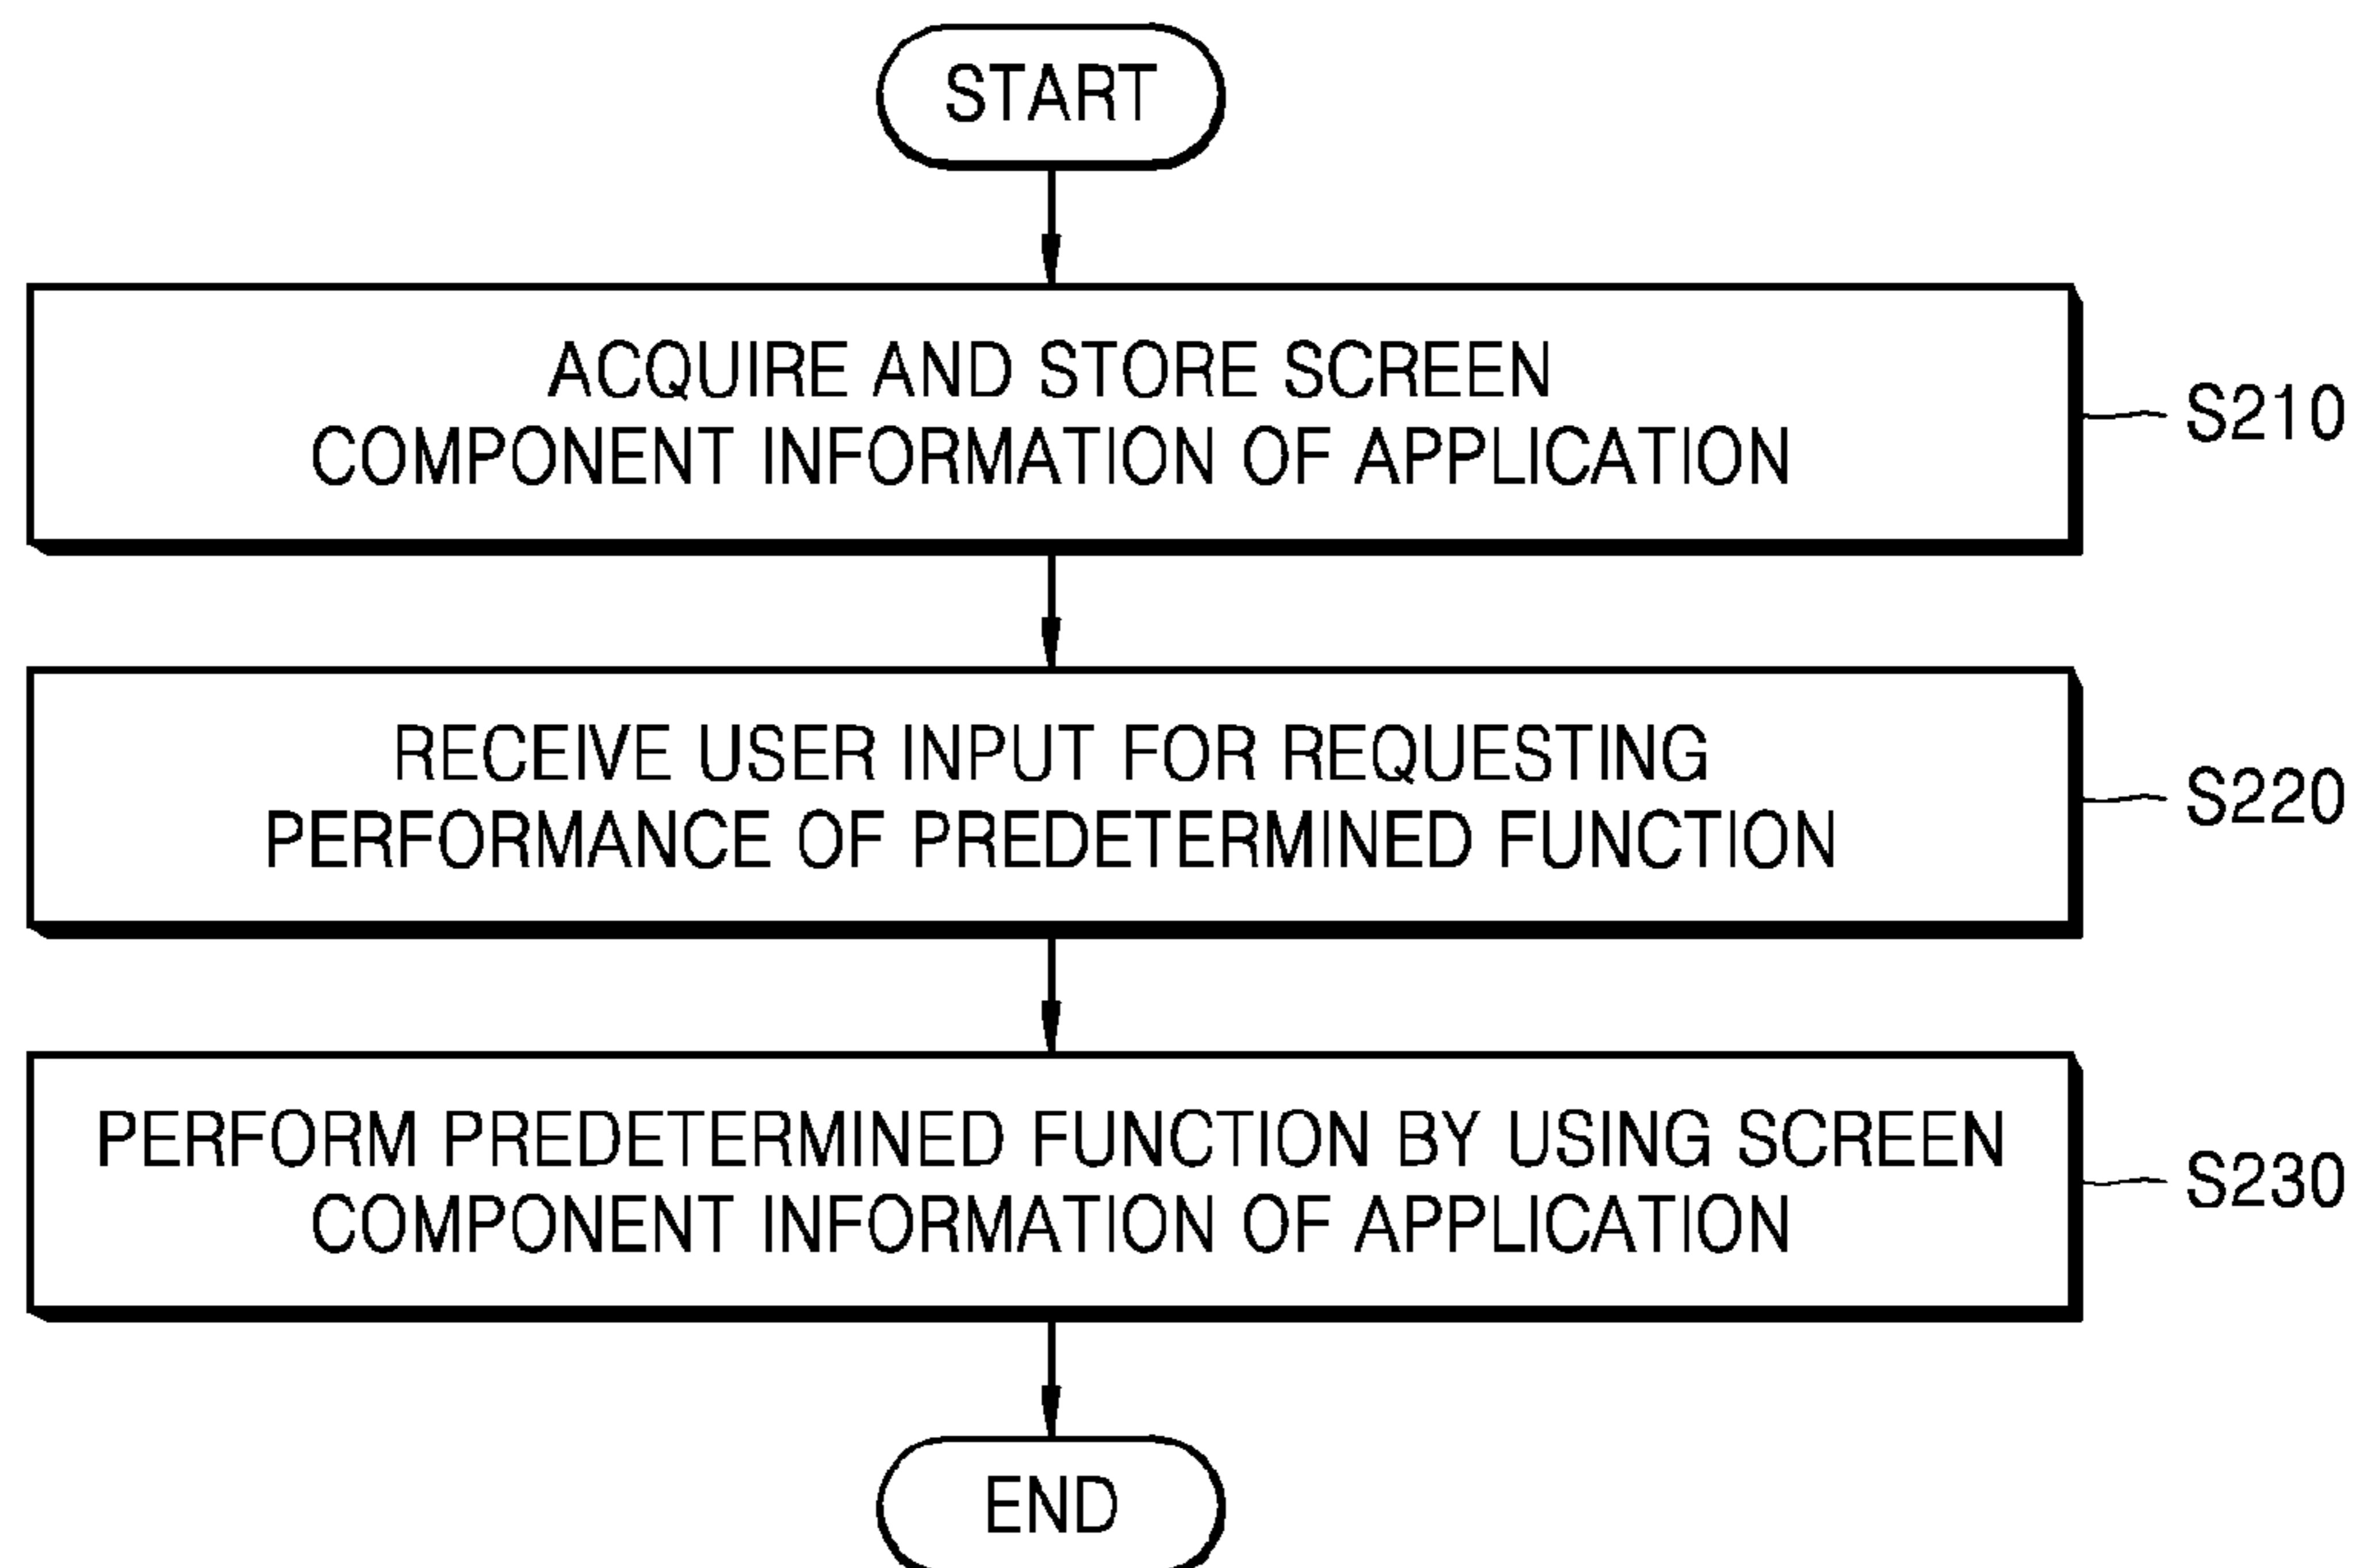 START
ACQUIRE AND STORE SCREEN
COMPONENT INFORMATION OF APPLICATION
S210
RECEIVE USER INPUT FOR REQUESTING
PERFORMANCE OF PREDETERMINED FUNCTION
S220
PERFORM PREDETERMINED FUNCTION BY USING SCREEN
COMPONENT INFORMATION OF APPLICATION
S230
END